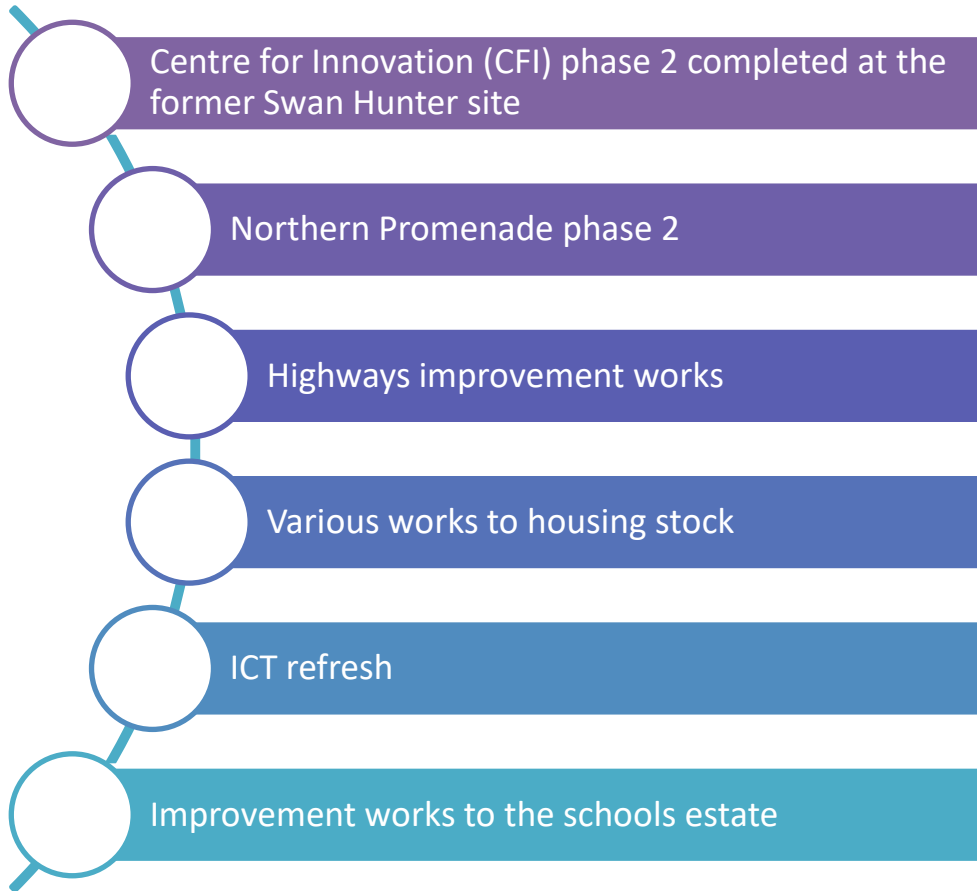 Centre for Innovation (CFI) phase 2 completed at the
former Swan Hunter site
Northern Promenade phase 2
Highways improvement works
Various works to housing stock
ICT refresh
Improvement works to the schools estate